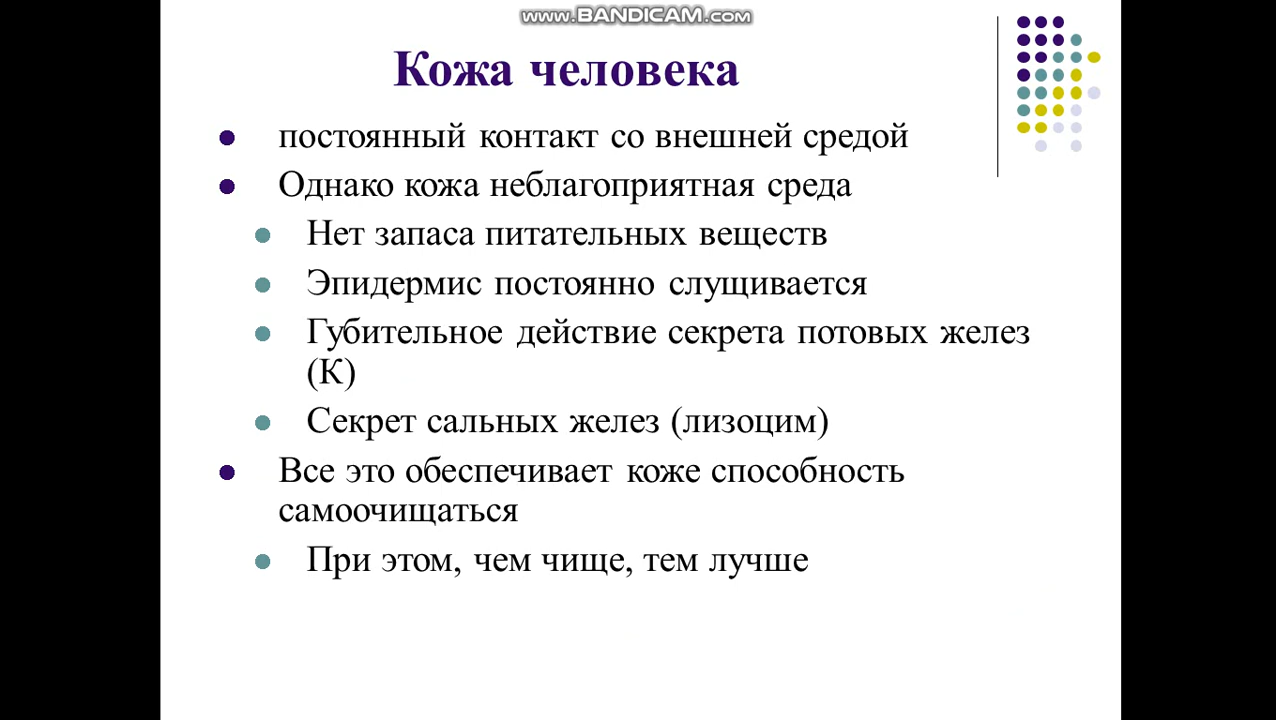 www.BANDICAM.com
Кожа человека
постоянный контакт со внешней средой
Однако кожа неблагоприятная среда
Нет запаса питательных веществ
Эпидермис постоянно слущивается
Губительное действие секрета потовых желез
(К)
Секрет сальных желез (лизоцим)
Все это обеспечивает коже способность
самоочищаться
При этом, чем чище, тем лучше